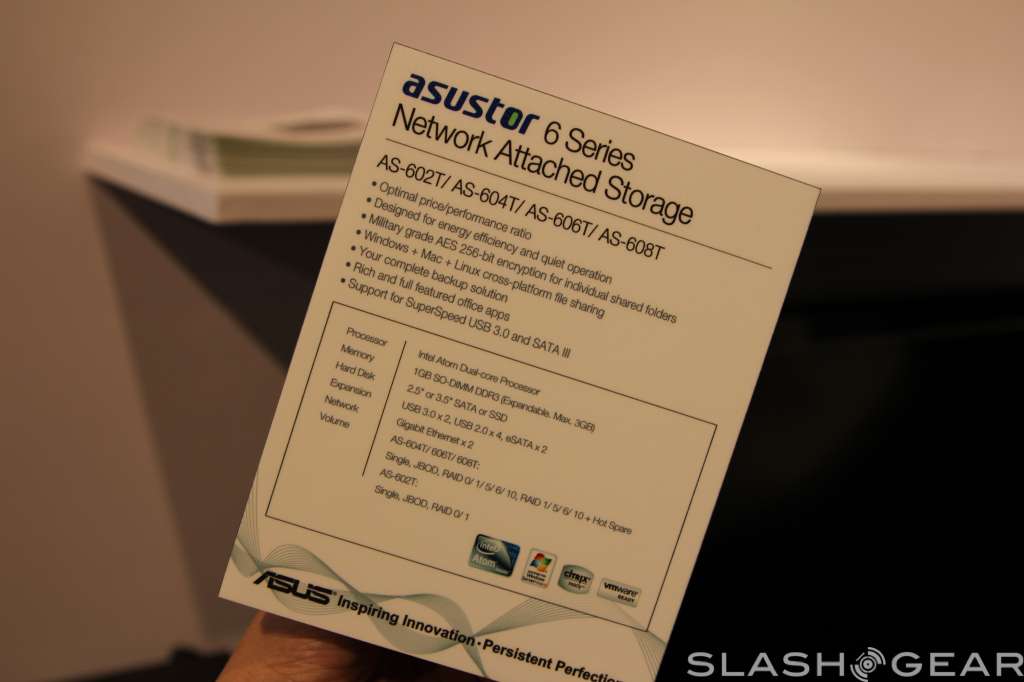 asustor 6 Series
Network Attached Storage
AS-602T/ AS-604T/ AS-606T/ AS-608T
• Optimal price/performance ratio
• Designed for energy efficiency and quiet operation
• Military grade AES 256-bit encryption for individual shared folders
• Windows + Mac + Linux cross-platform file sharing
• Your complete backup solution
• Rich and full featured office apps
• Support for SuperSpeed USB 3.0 and SATA III
Processor Intel Atom Dual-core Processor
Memory 1GB SO-DIMM DDR3 (Expandable. Max. 3GB)
Hard Disk 2.5" or 3.5" SATA or SSD
Expansion USB 3.0 x 2, USB 2.0 x 4, eSATA x 2
Network Gigabit Ethernet x 2
Volume AS-604T/ 606T/ 608T:
Single, JBOD, RAID 0/ 1/ 5/ 6/ 10, RAID 1/ 5/ 6/ 10 + Hot Spare
AS-602T:
Single, JBOD, RAID 0/ 1
intel Atom
CITRIX READY
vmware READY
ASUS Inspiring Innovation • Persistent Perfectio
SLASH GEAR